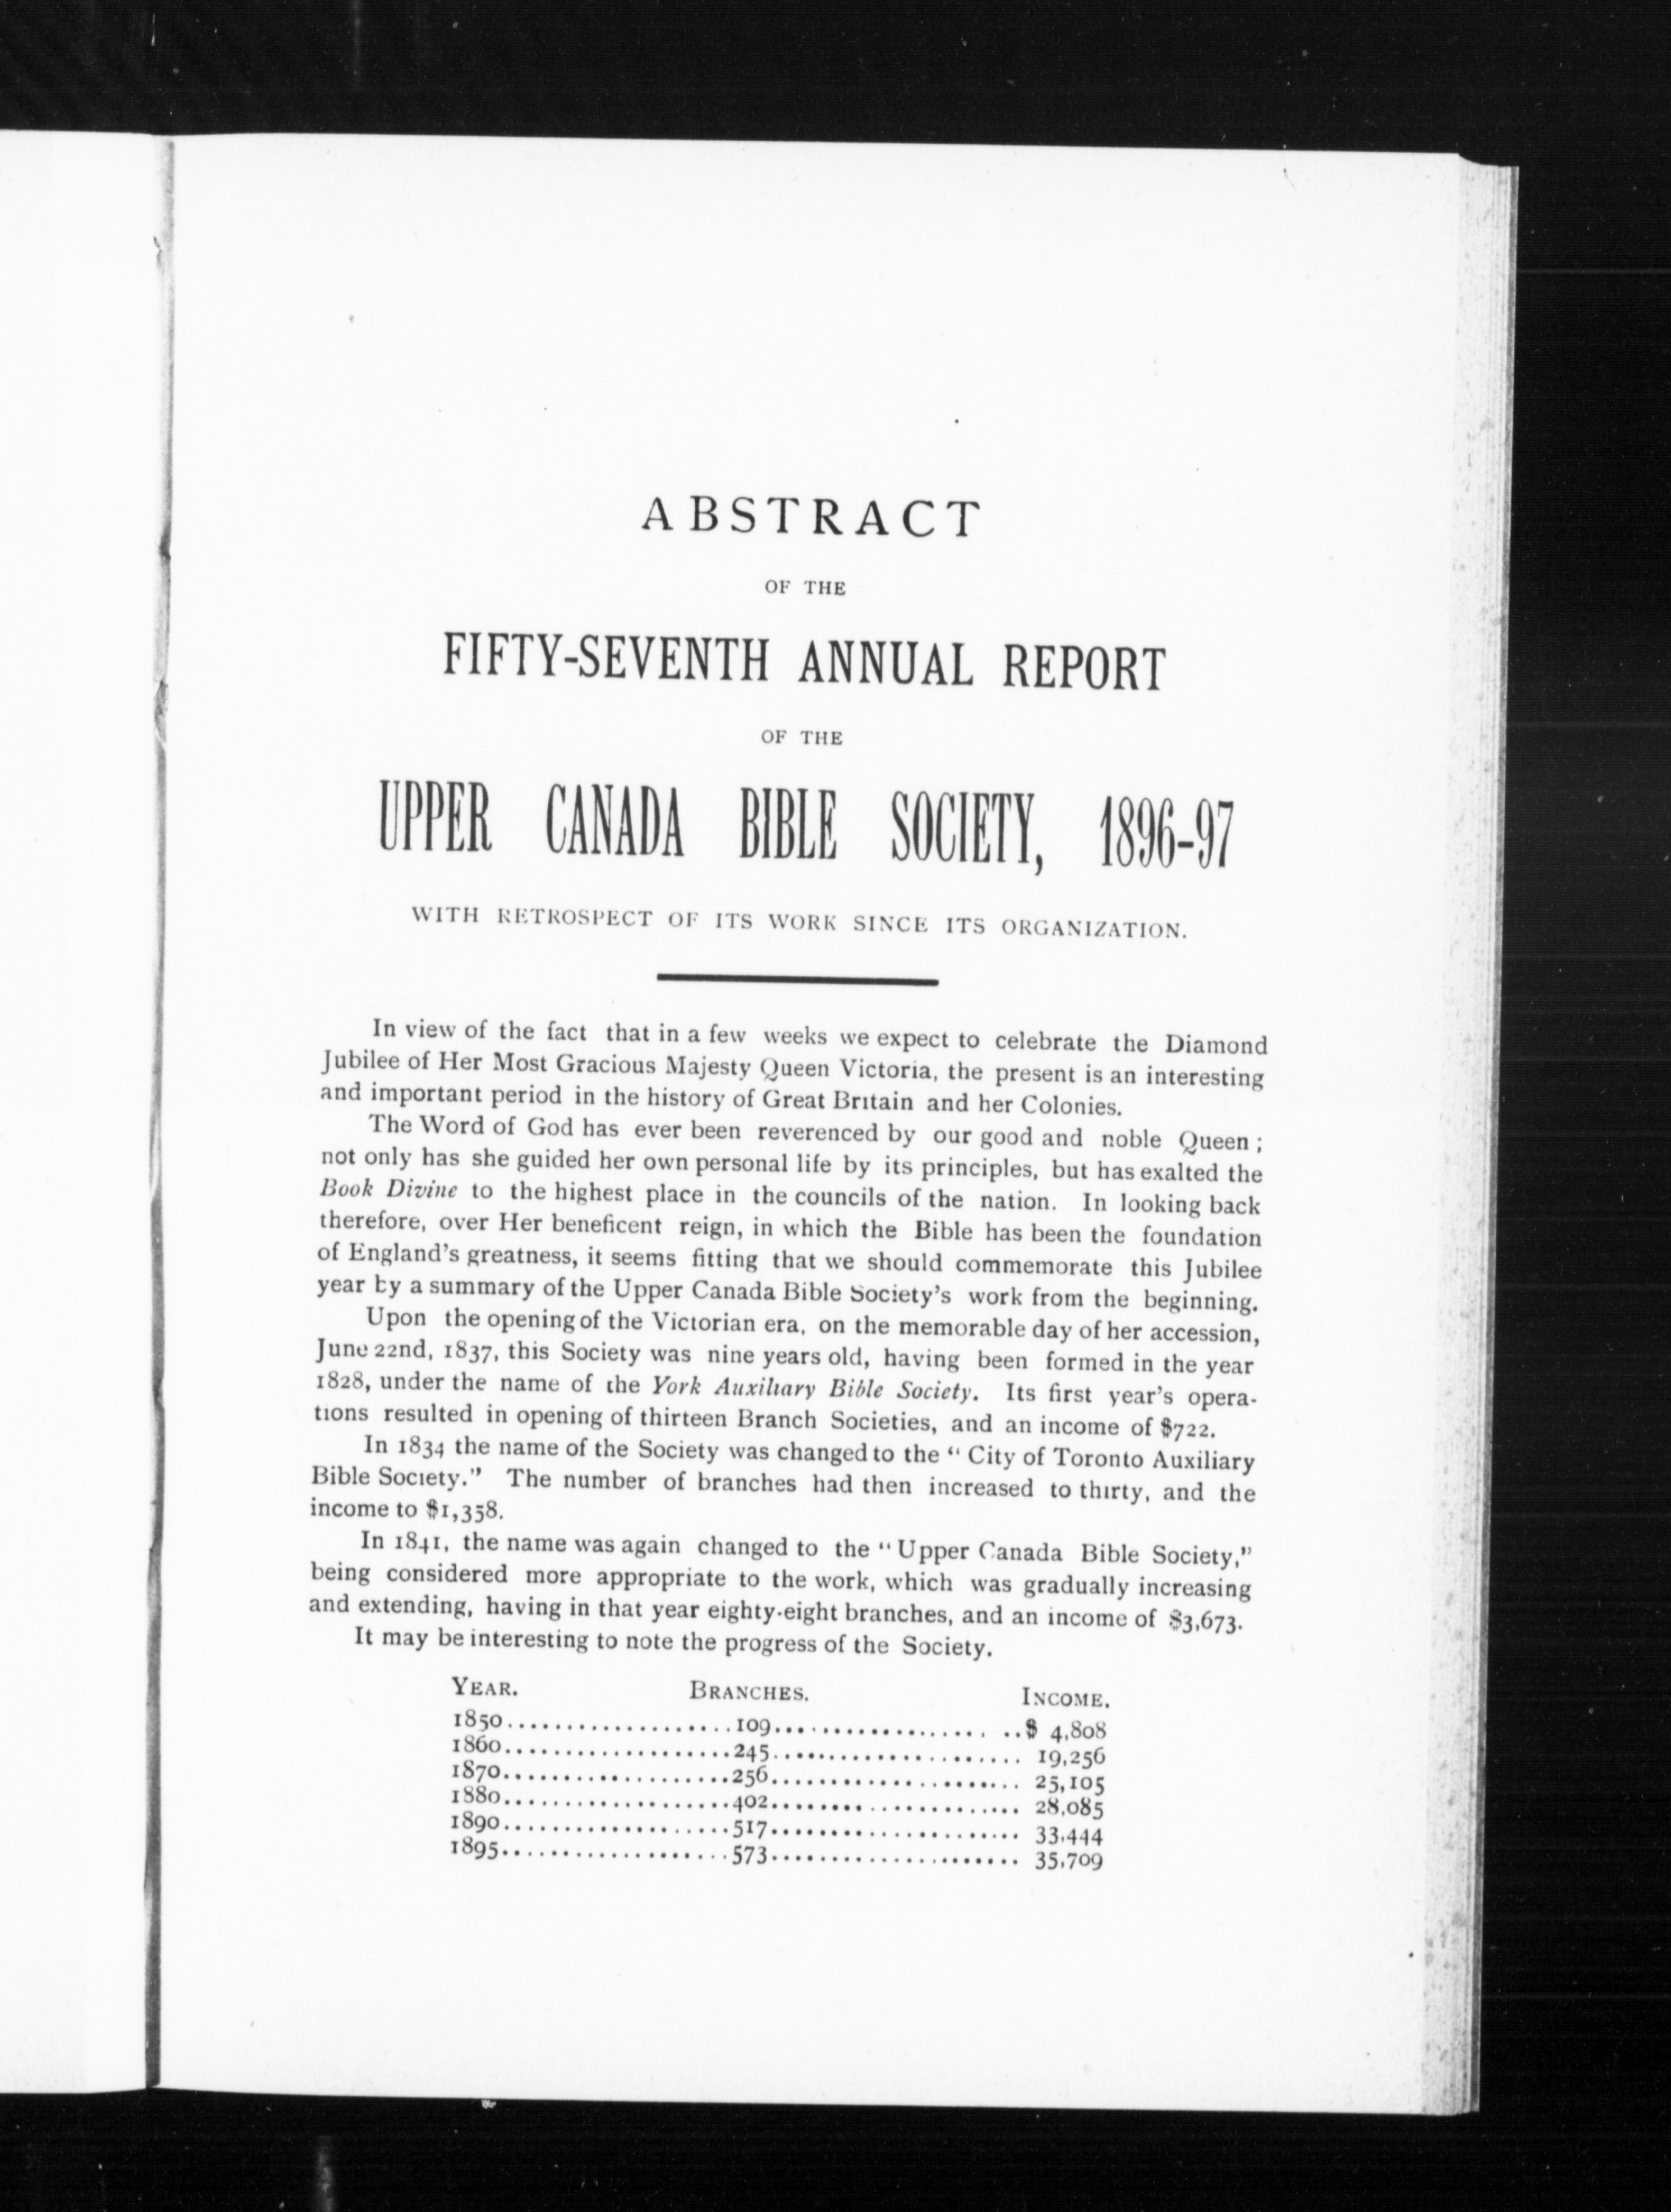 ABSTRACT
OF THE
FIFTY-SEVENTH ANNUAL REPORT
OF THE
UPPER CANADA BIBLE SOCIETY, 1896-97
WITH RETROSPECT OF ITS WORK SINCE ITS ORGANIZATION.
In view of the fact that in a few weeks we expect to celebrate the Diamond
Jubilee of Her Most Gracious Majesty Queen Victoria, the present is an interesting
and important period in the history of Great Britain and her Colonies.
The Word of God has ever been reverenced by our good and noble Queen ;
not only has she guided her own personal life by its principles, but has exalted the
Book Divine to the highest place in the councils of the nation. In looking back
therefore, over Her beneficent reign, in which the Bible has been the foundation
of England's greatness, it seems fitting that we should commemorate this Jubilee
year by a summary of the Upper Canada Bible Society's work from the beginning.
Upon the opening of the Victorian era, on the memorable day of her accession,
June 22nd, 1837, this Society was nine years old, having been formed in the year
1828, under the name of the York Auxiliary Bible Society. Its first year's opera-
tions resulted in opening of thirteen Branch Societies, and an income of $722.
In 1834 the name of the Society was changed to the " City of Toronto Auxiliary
Bible Society." The number of branches had then increased to thirty, and the
income to $1,358.
In 1841, the name was again changed to the " Upper Canada Bible Society,"
being considered more appropriate to the work, which was gradually increasing
and extending, having in that year eighty-eight branches, and an income of $3,673.
It may be interesting to note the progress of the Society.
YEAR. BRANCHES. INCOME.
1850...................109.....................$ 4,808
1860...................245..................... 19,256
1870...................256..................... 25,105
1880...................402..................... 28,085
1890...................517..................... 33,444
1895...................573..................... 35,709